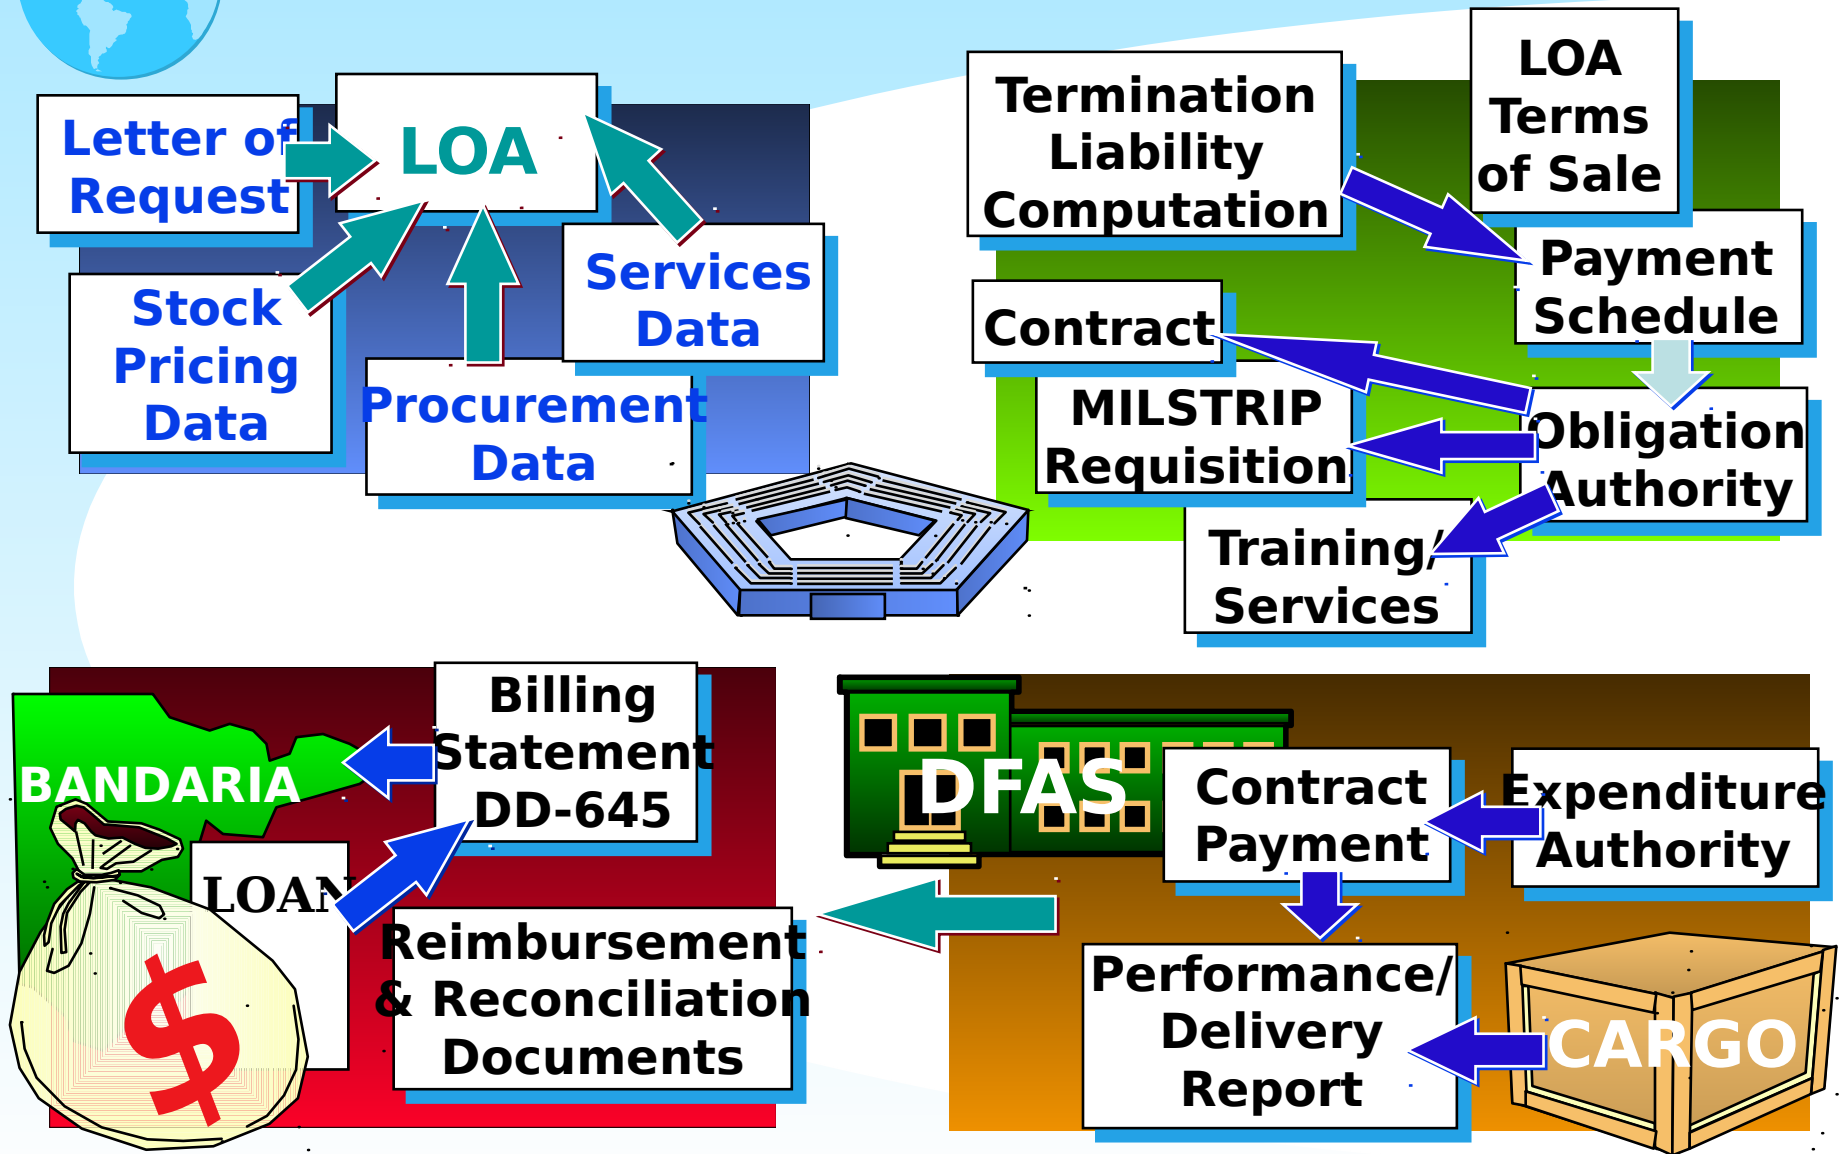 Letter of
Request
LOA
Stock
Pricing
Data
Procurement
Data
Services
Data
Termination
Liability
Computation
LOA
Terms
of Sale
Payment
Schedule
Contract
MILSTRIP
Requisition
Obligation
Authority
Training/
Services
BANDARIA
Billing
Statement
DD-645
LOAN
$
Reimbursement
& Reconciliation
Documents
DFAS
Contract
Payment
Expenditure
Authority
Performance/
Delivery
Report
CARGO